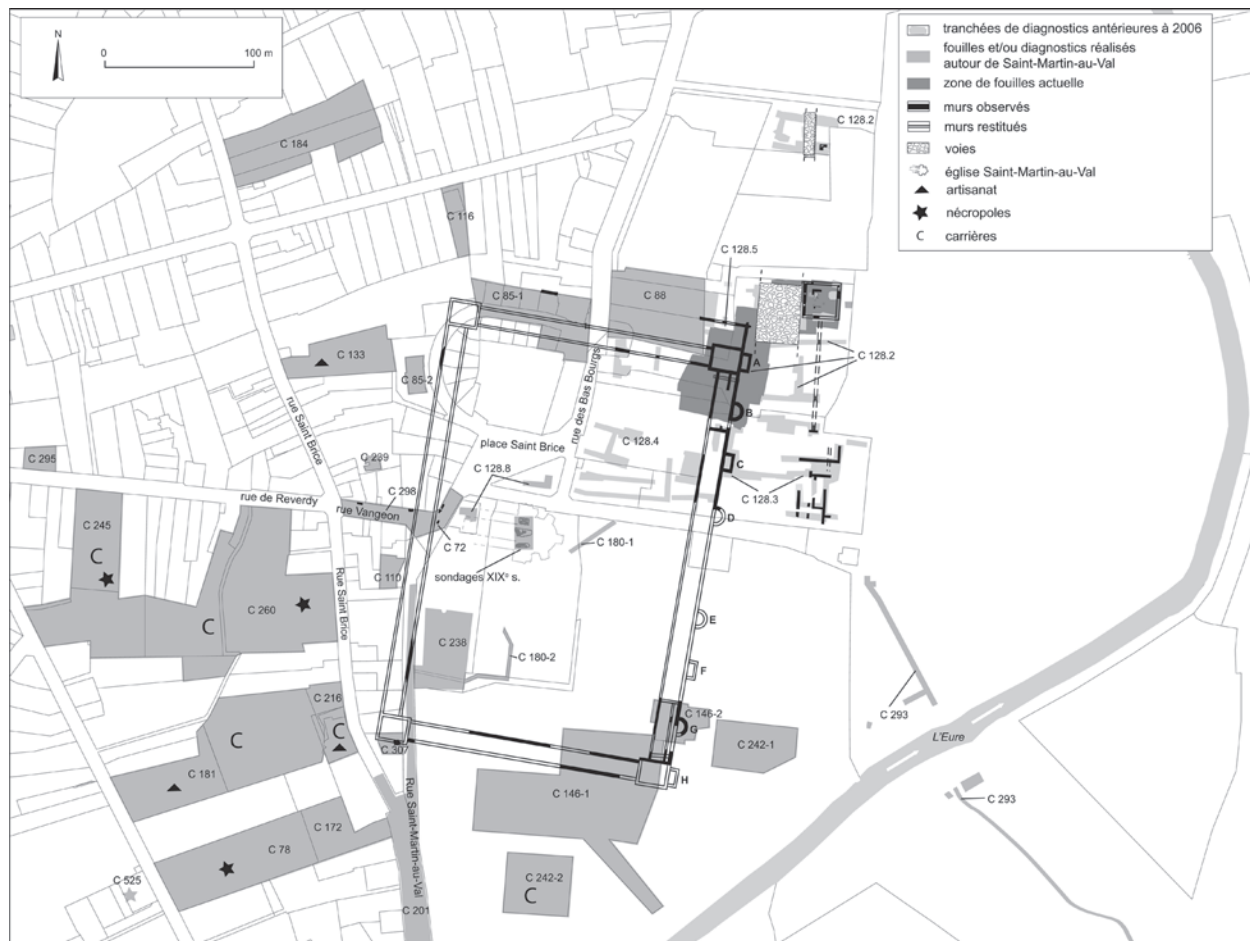 N
0
100 m
tranchées de diagnostics antérieures à 2006
fouilles et/ou diagnostics réalisés
autour de Saint-Martin-au-Val
zone de fouilles actuelle
murs observés
murs restitués
voies
église Saint-Martin-au-Val
artisanat
nécropoles
C carrières
C 128.2
C 184
C 116
C 128.5
C 85-1
C 88
C 133
C 85-2
A
C 128.2
B
rue Saint Brice
rue des Bas Bourgs
place Saint Brice
C 128.4
C
C 295
C 239
C 128.8
C 128.3
rue de Reverdy
C 298
rue Vangeon
D
C 245
C 72
C 180-1
sondages XIXᵉ s.
C
C 110
C 260
C
Rue Saint Brice
E
C 238
C 180-2
F
C 216
C 293
C 146-2
G
C
C
C 307
C 242-1
L'Eure
C 181
H
C 146-1
C 293
C 172
C 78
Rue Saint-Martin-au-Val
C 525
C 242-2
C
C 201